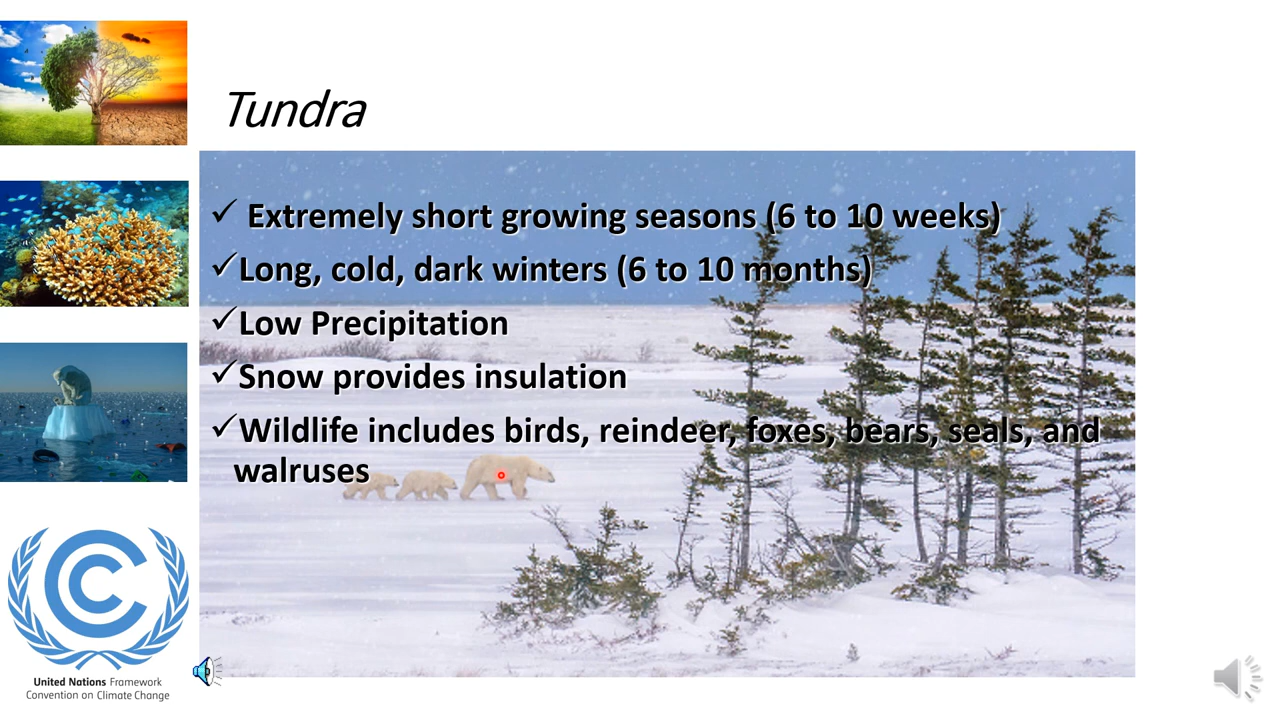 Tundra
✓ Extremely short growing seasons (6 to 10 weeks)
✓Long, cold, dark winters (6 to 10 months)
✓Low Precipitation
✓Snow provides insulation
✓Wildlife includes birds, reindeer, foxes, bears, seals, and
walruses
United Nations Framework
Convention on Climate Change